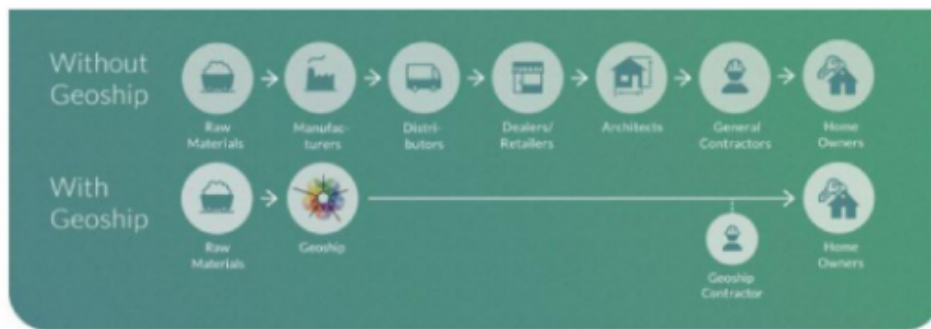 Without
Geoship
Raw
Materials
Manufac-
turers
Distri-
butors
Dealers/
Retailers
Architects
General
Contractors
Home
Owners
With
Geoship
Raw
Materials
Geoship
Geoship
Contractor
Home
Owners